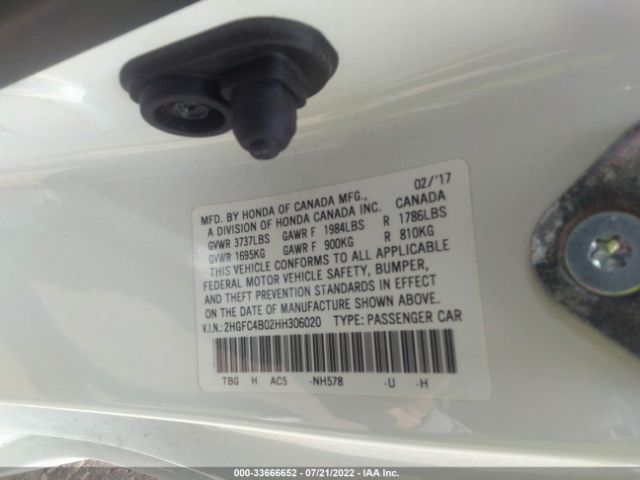 02/'17
MFD. BY HONDA OF CANADA MFG.,
A DIVISION OF HONDA CANADA INC. CANADA
GVWR 3737LBS GAWR F 1984LBS R 1786LBS
GVWR 1695KG GAWR F 900KG R 810KG
THIS VEHICLE CONFORMS TO ALL APPLICABLE
FEDERAL MOTOR VEHICLE SAFETY, BUMPER,
AND THEFT PREVENTION STANDARDS IN EFFECT
ON THE DATE OF MANUFACTURE SHOWN ABOVE.
V.I.N.:2HGFC4B02HH306020 TYPE: PASSENGER CAR
TBG H AC5 -NH578 -U -H
000-33666652 / 07/21/2022 - IAA Inc.